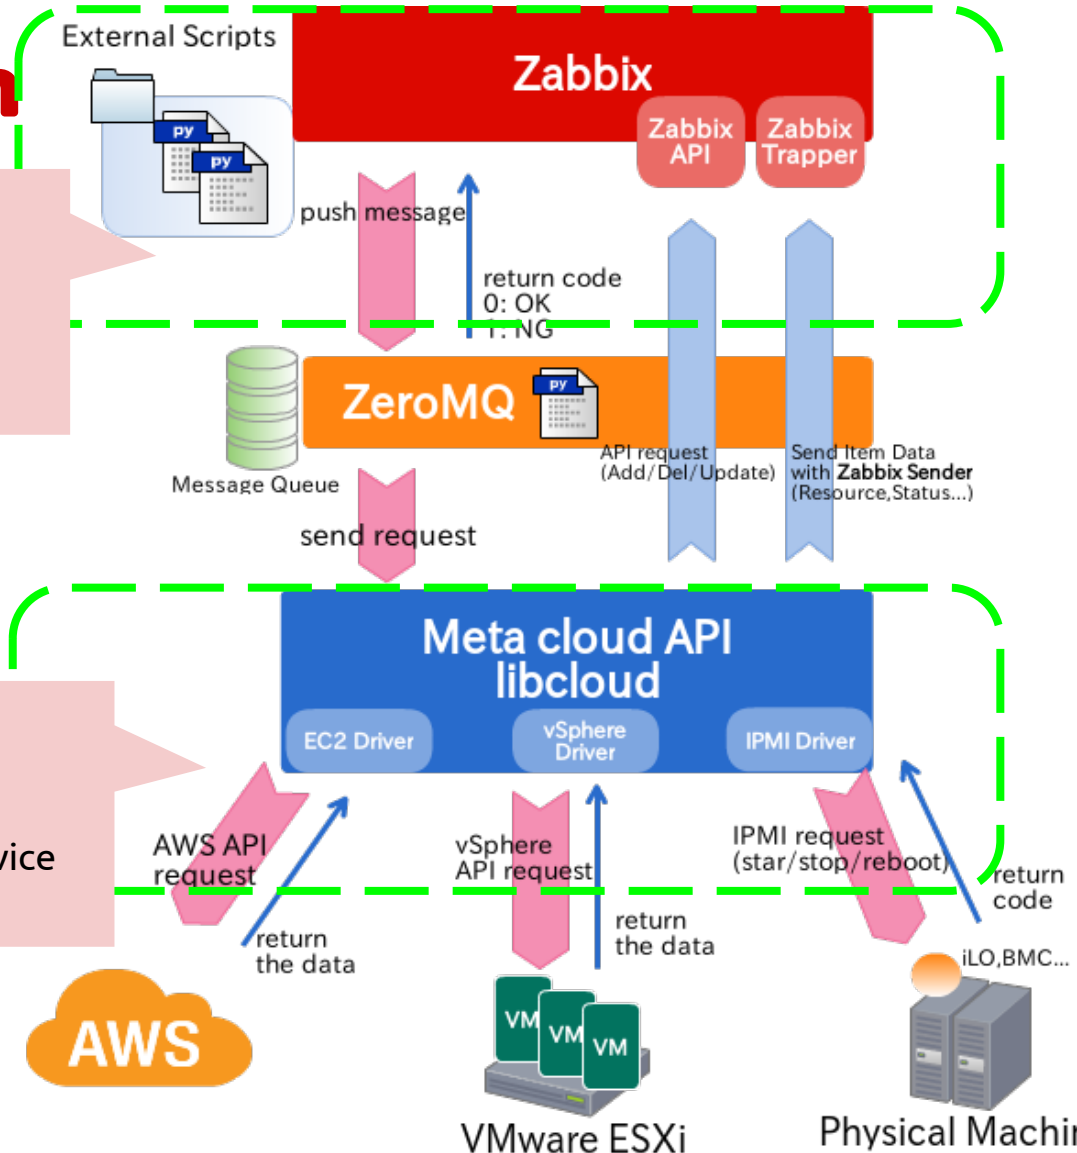 External Scripts
Zabbix
py
py
Zabbix
API
Zabbix
Trapper
push message
return code
0: OK
1: NG
ZeroMQ
py
Message Queue
API request
(Add/Del/Update)
Send Item Data
with Zabbix Sender
(Resource,Status...)
send request
Meta cloud API
libcloud
EC2 Driver
vSphere
Driver
IPMI Driver
AWS API
request
vSphere
API request
IPMI request
(star/stop/reboot)
return
code
return
the data
return
the data
iLO,BMC...
AWS
VM
VM
VM
VMware ESXi
Physical